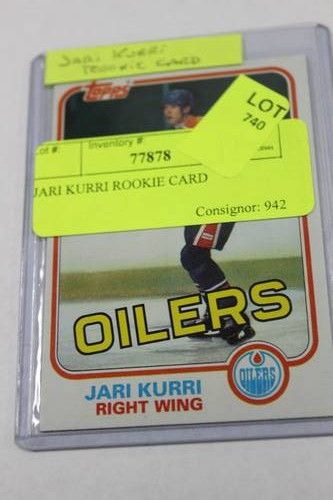 JARI KURRI
ROOKIE CARD
Topps
LOT
740
Lot #:
Inventory #:
77878
JARI KURRI ROOKIE CARD
Consignor: 942
OILERS
JARI KURRI
RIGHT WING
OILERS